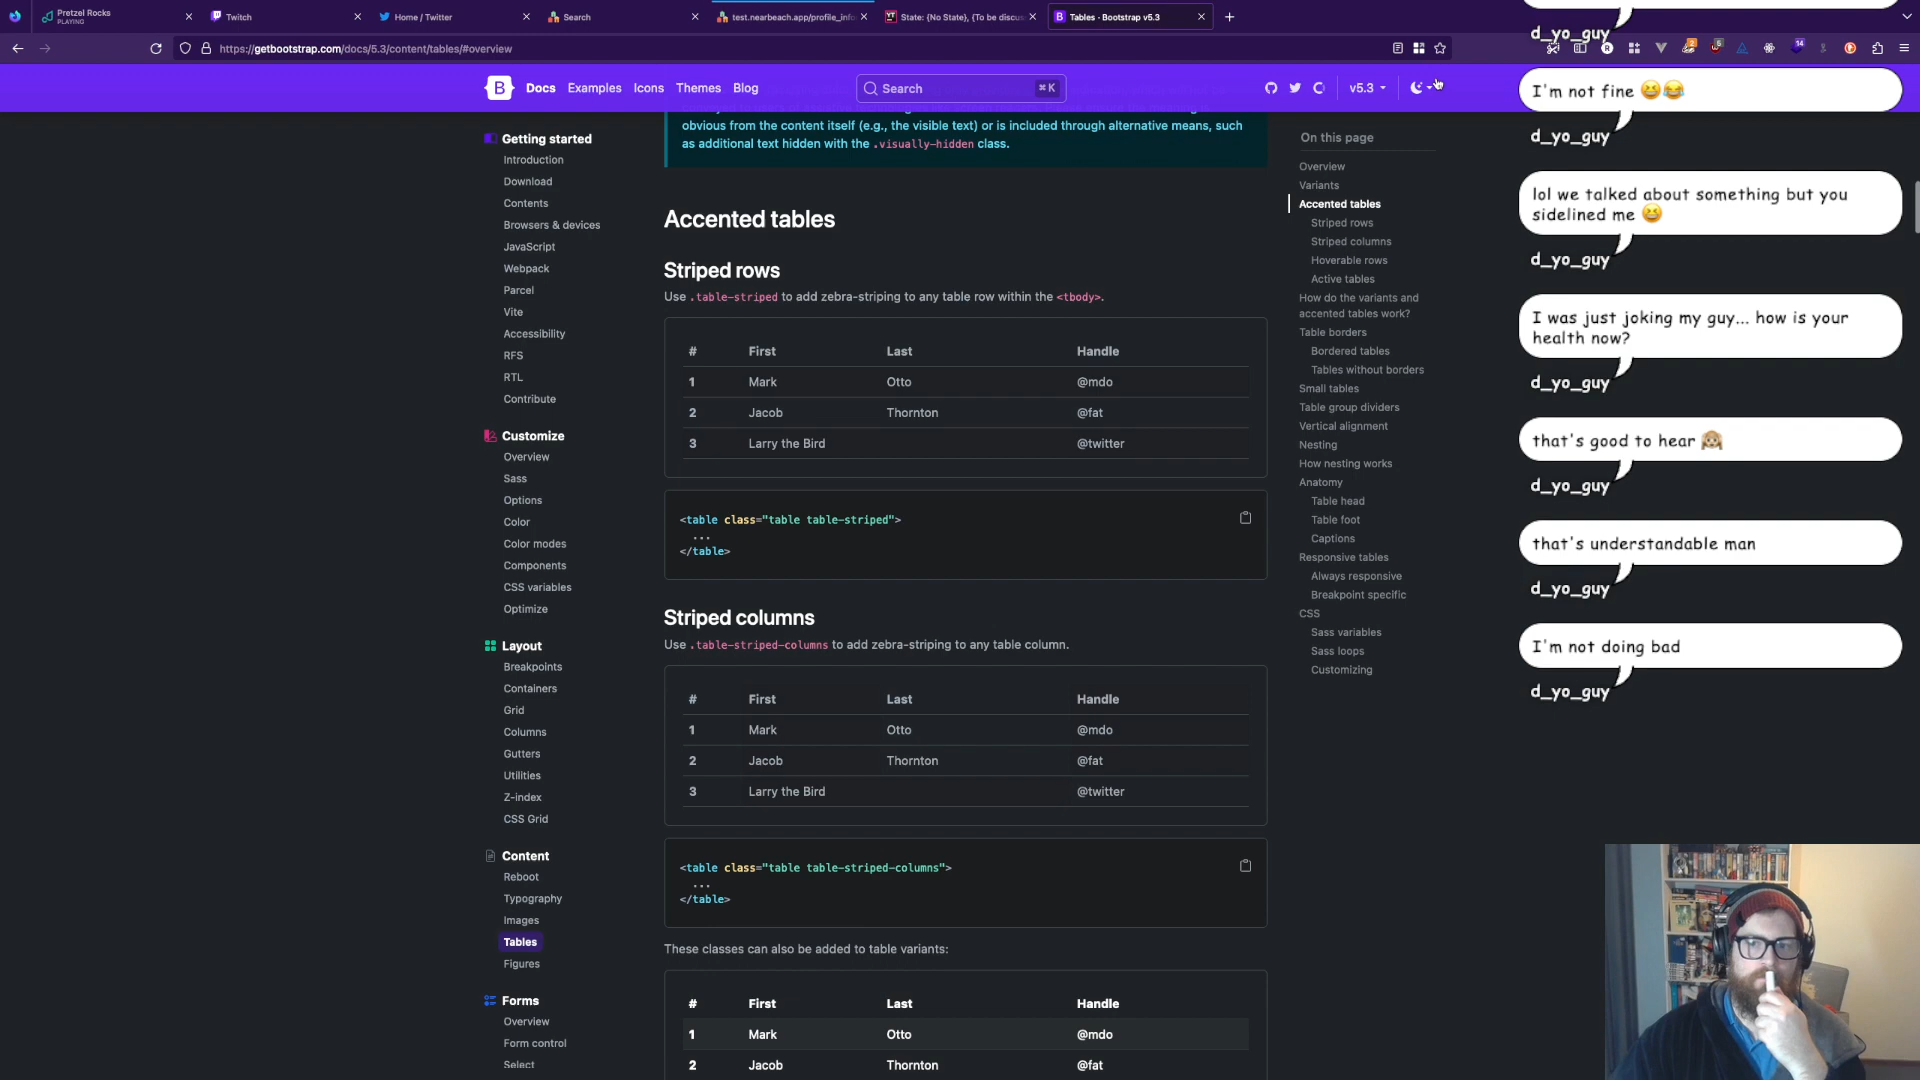 Pretzel Rocks
PLAYING
Twitch
Home / Twitter
Search
test.nearbeach.app/profile_info
State: {No State}, {To be discus
Tables · Bootstrap v5.3
https://getbootstrap.com/docs/5.3/content/tables/#overview
2
6
14
B
Docs
Examples
Icons
Themes
Blog
Search
⌘K
v5.3
Getting started
Introduction
Download
Contents
Browsers & devices
JavaScript
Webpack
Parcel
Vite
Accessibility
RFS
RTL
Contribute
Customize
Overview
Sass
Options
Color
Color modes
Components
CSS variables
Optimize
Layout
Breakpoints
Containers
Grid
Columns
Gutters
Utilities
Z-index
CSS Grid
Content
Reboot
Typography
Images
Tables
Figures
Forms
Overview
Form control
Select
obvious from the content itself (e.g., the visible text) or is included through alternative means, such
as additional text hidden with the .visually-hidden class.
Accented tables
Striped rows
Use .table-striped to add zebra-striping to any table row within the <tbody>.
# First Last Handle
1 Mark Otto @mdo
2 Jacob Thornton @fat
3 Larry the Bird @twitter
<table class="table table-striped">
...
</table>
Striped columns
Use .table-striped-columns to add zebra-striping to any table column.
# First Last Handle
1 Mark Otto @mdo
2 Jacob Thornton @fat
3 Larry the Bird @twitter
<table class="table table-striped-columns">
...
</table>
These classes can also be added to table variants:
# First Last Handle
1 Mark Otto @mdo
2 Jacob Thornton @fat
On this page
Overview
Variants
Accented tables
Striped rows
Striped columns
Hoverable rows
Active tables
How do the variants and
accented tables work?
Table borders
Bordered tables
Tables without borders
Small tables
Table group dividers
Vertical alignment
Nesting
How nesting works
Anatomy
Table head
Table foot
Captions
Responsive tables
Always responsive
Breakpoint specific
CSS
Sass variables
Sass loops
Customizing
d_yo_guy
I'm not fine 😆😂
d_yo_guy
lol we talked about something but you
sidelined me 😆
d_yo_guy
I was just joking my guy... how is your
health now?
d_yo_guy
that's good to hear 🙉
d_yo_guy
that's understandable man
d_yo_guy
I'm not doing bad
d_yo_guy